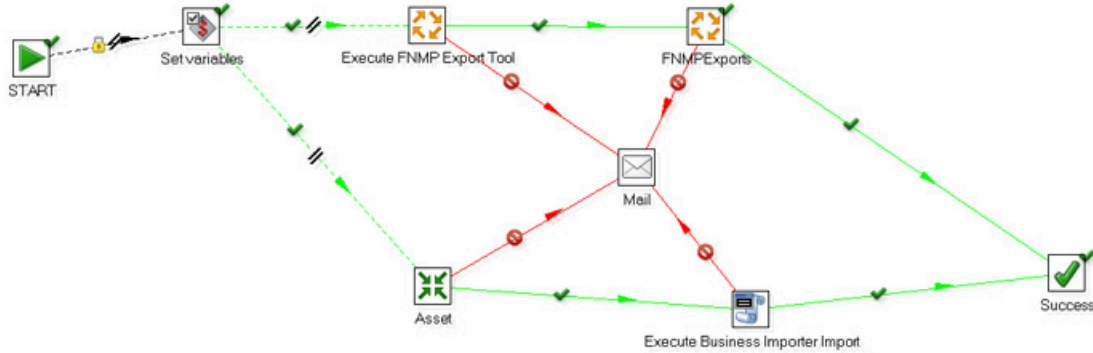 START
Set variables
Execute FNMP Export Tool
FNMPExports
Mail
Asset
Execute Business Importer Import
Success